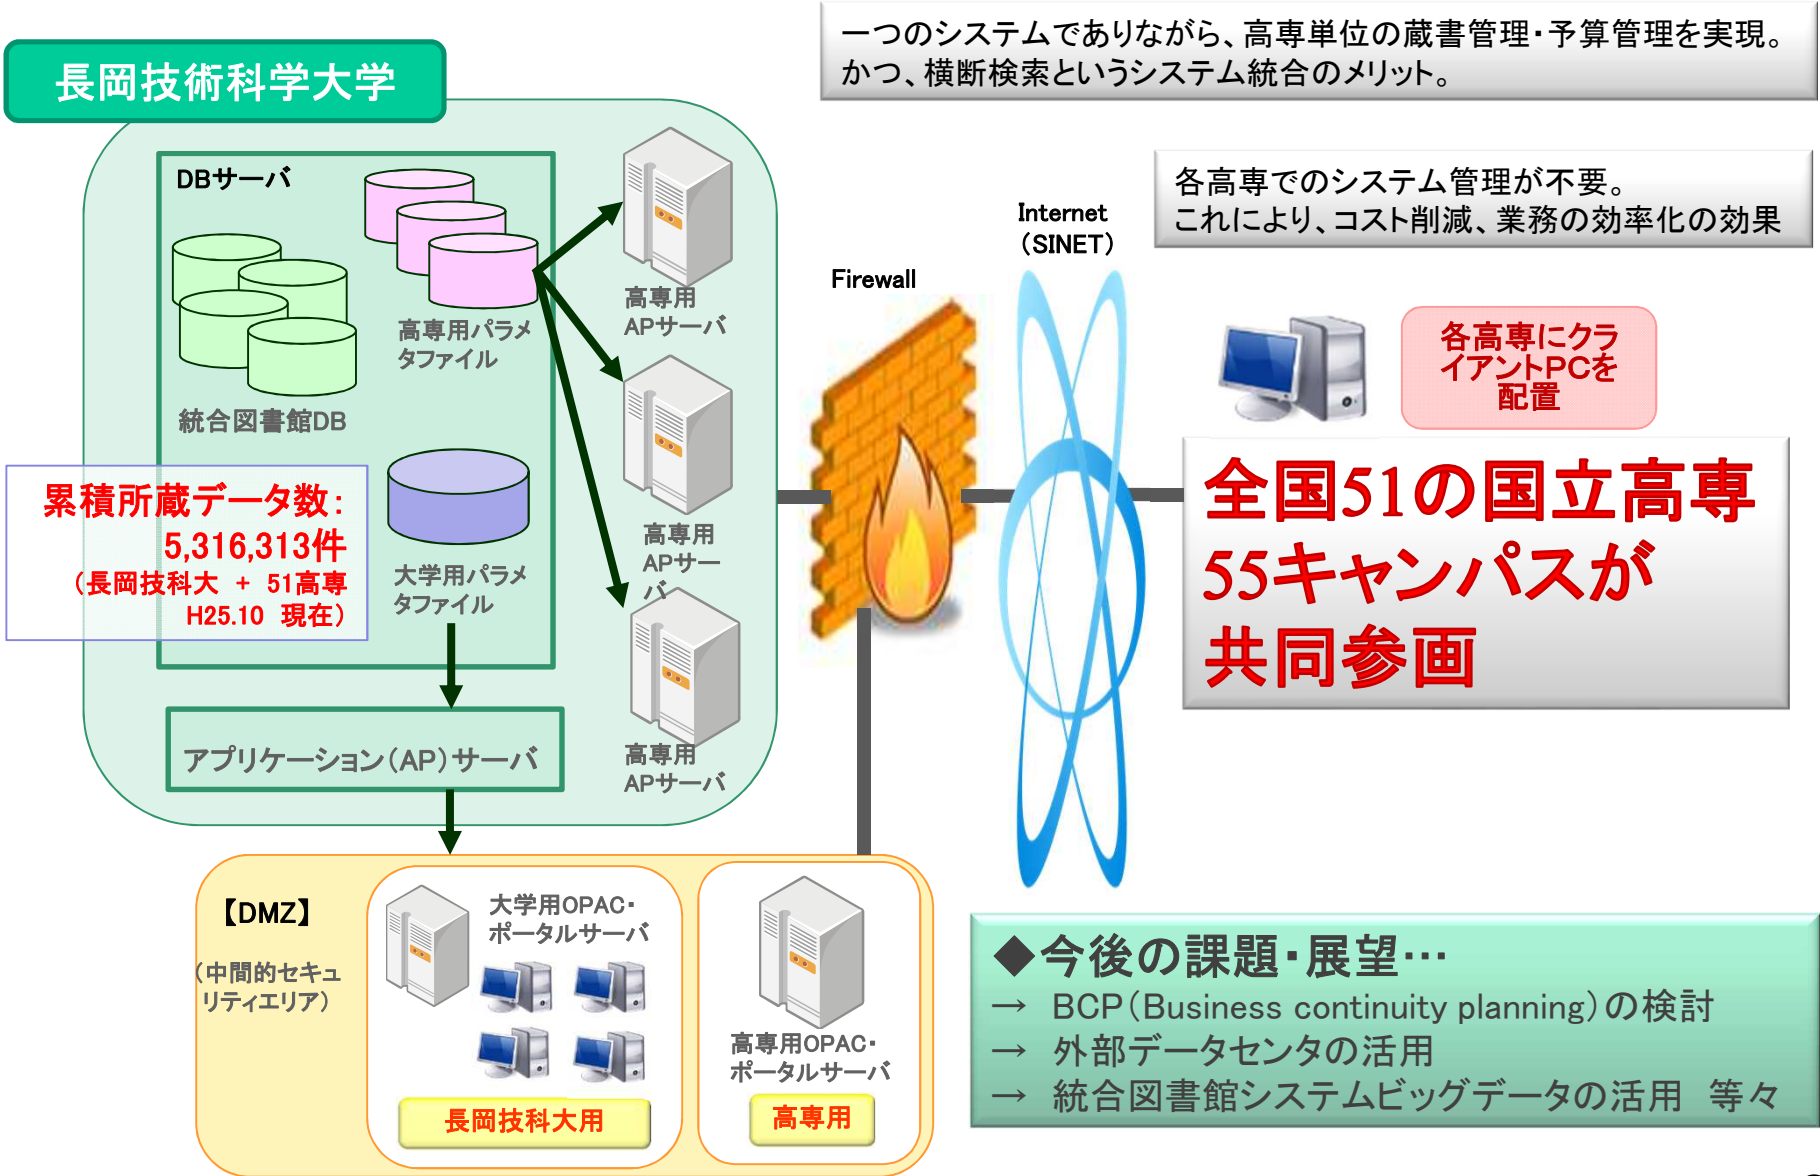 一つのシステムでありながら、高専単位の蔵書管理・予算管理を実現。
かつ、横断検索というシステム統合のメリット。
長岡技術科学大学
DBサーバ
各高専でのシステム管理が不要。
これにより、コスト削減、業務の効率化の効果
Internet
（SINET）
Firewall
高専用
APサーバ
高専用パラメ
タファイル
各高専にクラ
イアントPCを
配置
統合図書館DB
累積所蔵データ数：
5,316,313件
（長岡技科大 + 51高専
H25.10 現在）
高専用
APサー
バ
大学用パラメ
タファイル
全国51の国立高専
55キャンパスが
共同参画
アプリケーション（AP）サーバ
高専用
APサーバ
【DMZ】
（中間的セキュ
リティエリア）
大学用OPAC・
ポータルサーバ
長岡技科大用
高専用OPAC・
ポータルサーバ
高専用
◆今後の課題・展望…
→ BCP（Business continuity planning）の検討
→ 外部データセンタの活用
→ 統合図書館システムビッグデータの活用 等々